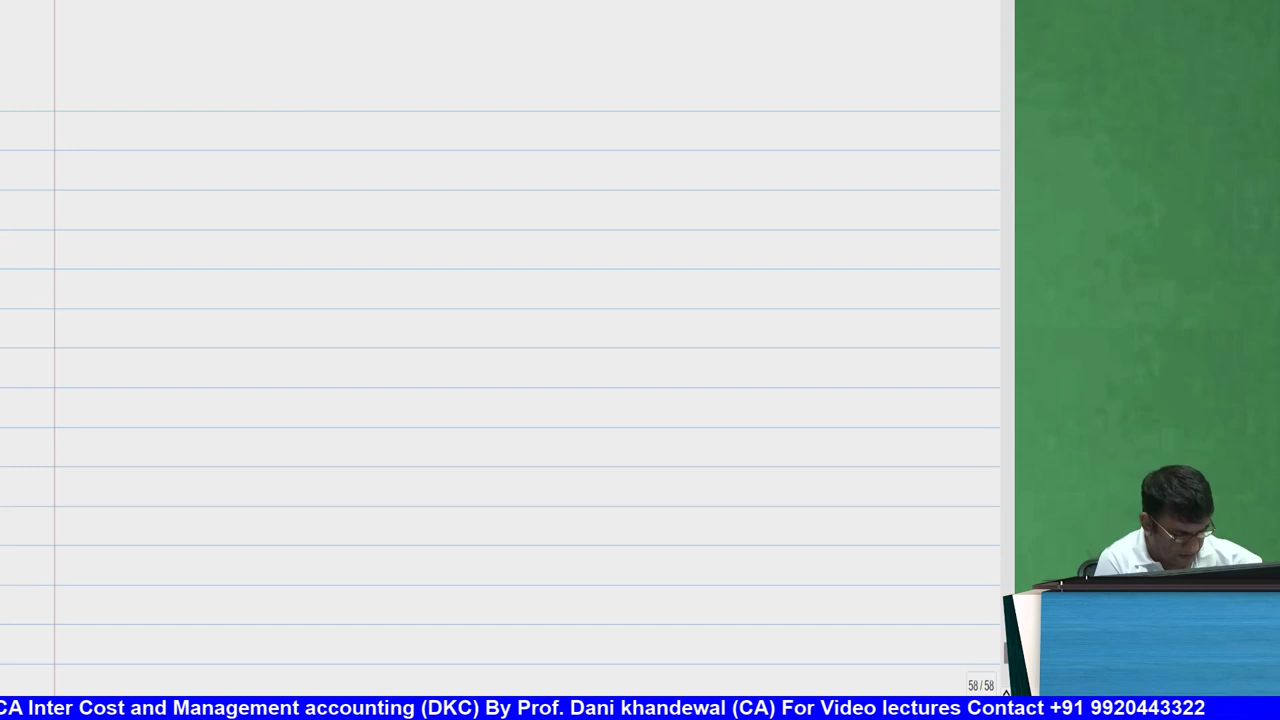 58 / 58
CA Inter Cost and Management accounting (DKC) By Prof. Dani khandewal (CA) For Video lectures Contact +91 9920443322